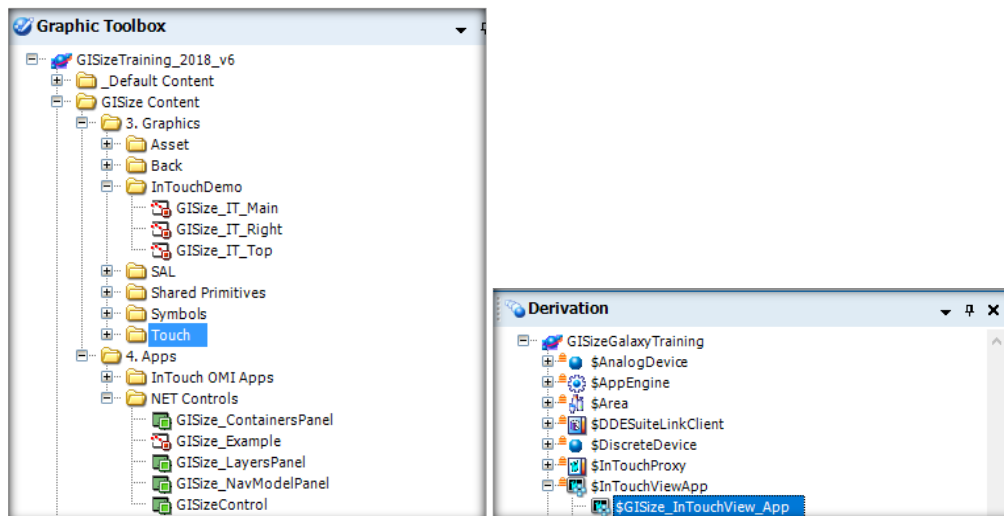 Graphic Toolbox
GISizeTraining_2018_v6
_Default Content
GISize Content
3. Graphics
Asset
Back
InTouchDemo
GISize_IT_Main
GISize_IT_Right
GISize_IT_Top
SAL
Shared Primitives
Symbols
Touch
4. Apps
InTouch OMI Apps
NET Controls
GISize_ContainersPanel
GISize_Example
GISize_LayersPanel
GISize_NavModelPanel
GISizeControl
Derivation
GISizeGalaxyTraining
$AnalogDevice
$AppEngine
$Area
$DDESuiteLinkClient
$DiscreteDevice
$InTouchProxy
$InTouchViewApp
$GISize_InTouchView_App